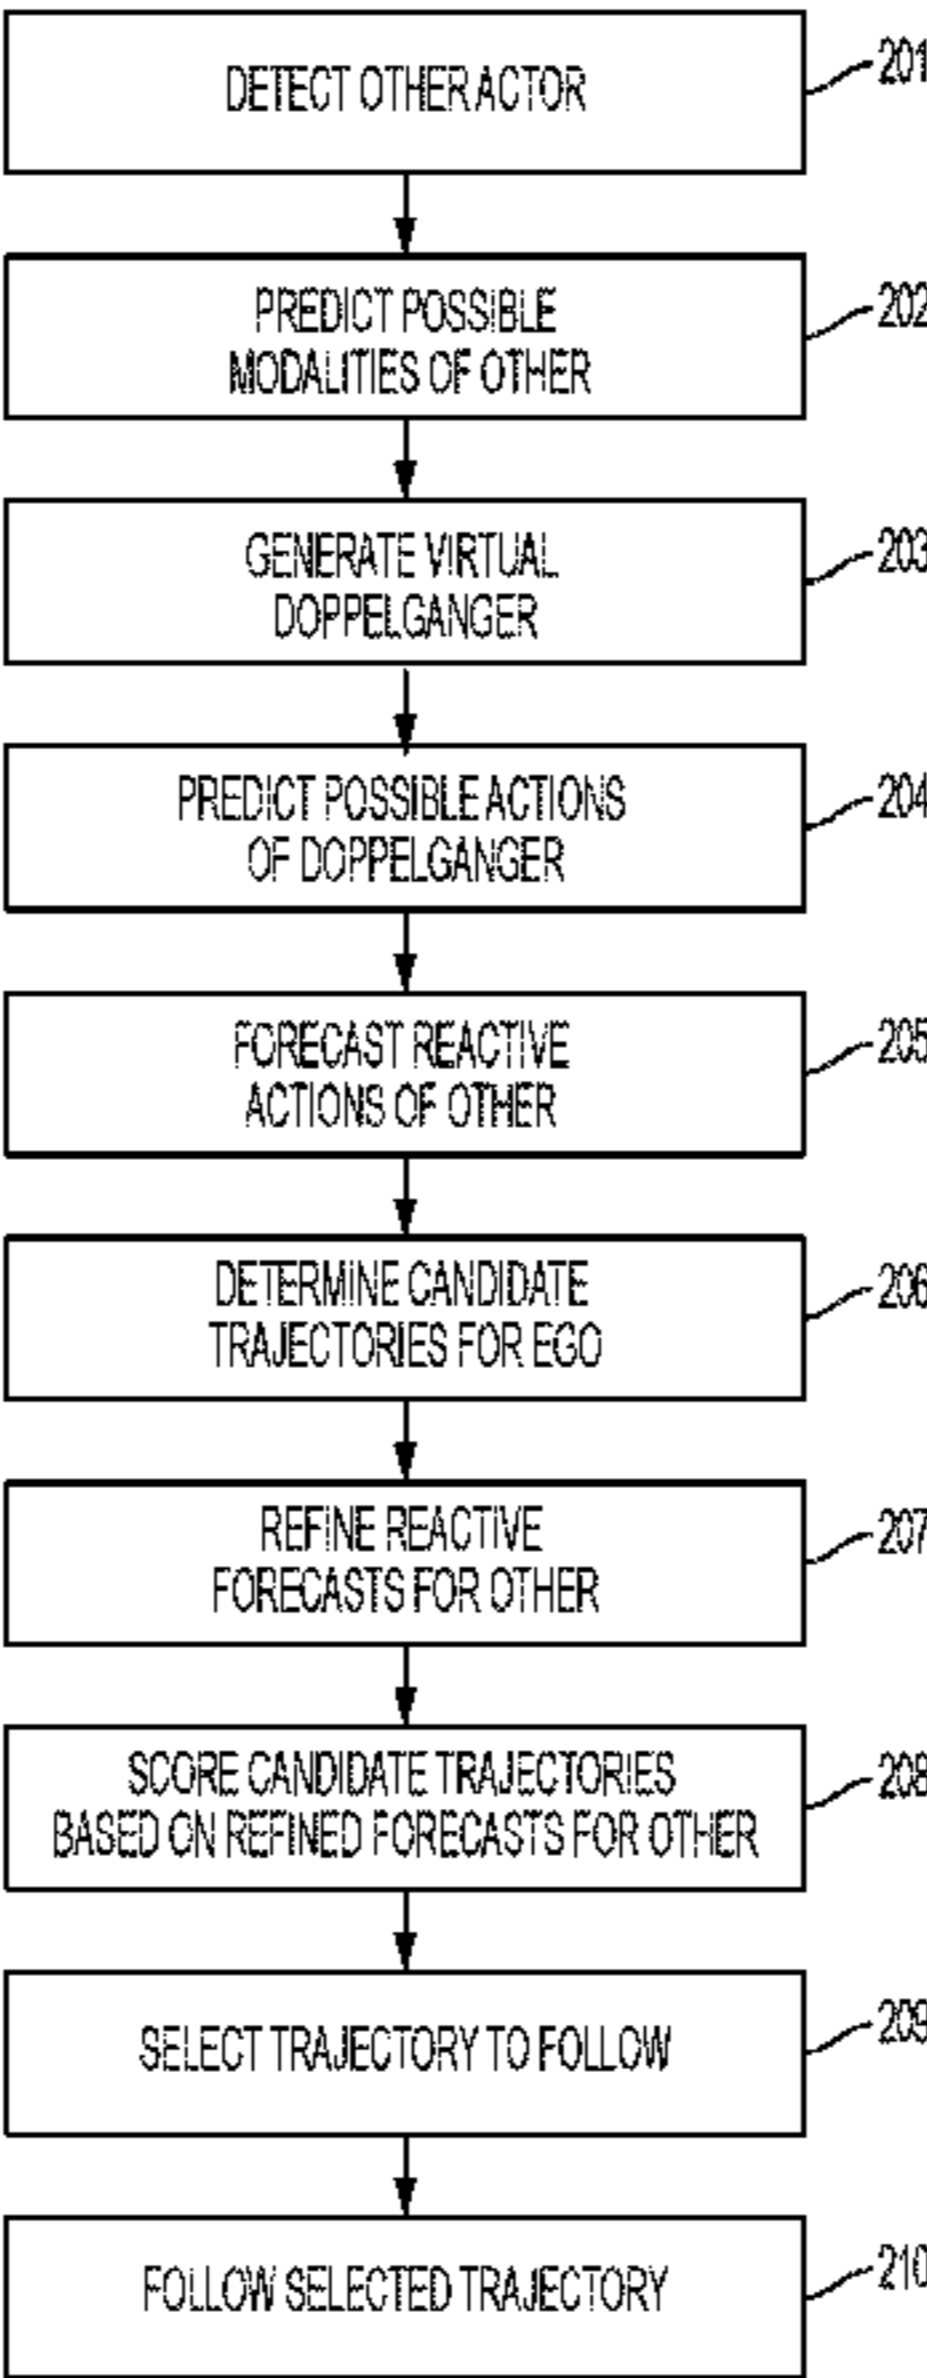 DETECT OTHER ACTOR
201
PREDICT POSSIBLE
MODALITIES OF OTHER
202
GENERATE VIRTUAL
DOPPELGANGER
203
PREDICT POSSIBLE ACTIONS
OF DOPPELGANGER
204
FORECAST REACTIVE
ACTIONS OF OTHER
205
DETERMINE CANDIDATE
TRAJECTORIES FOR EGO
206
REFINE REACTIVE
FORECASTS FOR OTHER
207
SCORE CANDIDATE TRAJECTORIES
BASED ON REFINED FORECASTS FOR OTHER
208
SELECT TRAJECTORY TO FOLLOW
209
FOLLOW SELECTED TRAJECTORY
210